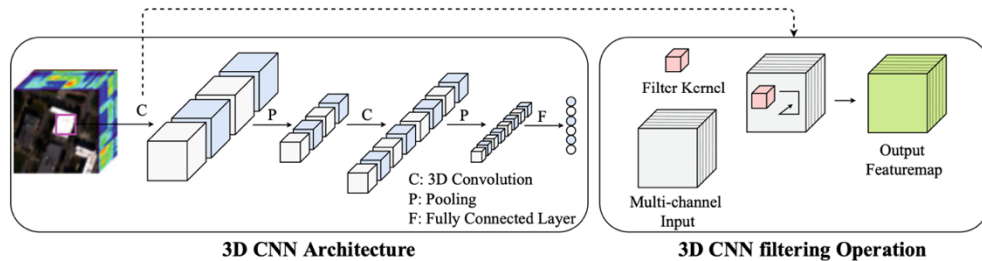 C
P
C
P
F
C: 3D Convolution
P: Pooling
F: Fully Connected Layer
3D CNN Architecture
Filter Kernel
Multi-channel
Input
Output
Featuremap
3D CNN filtering Operation